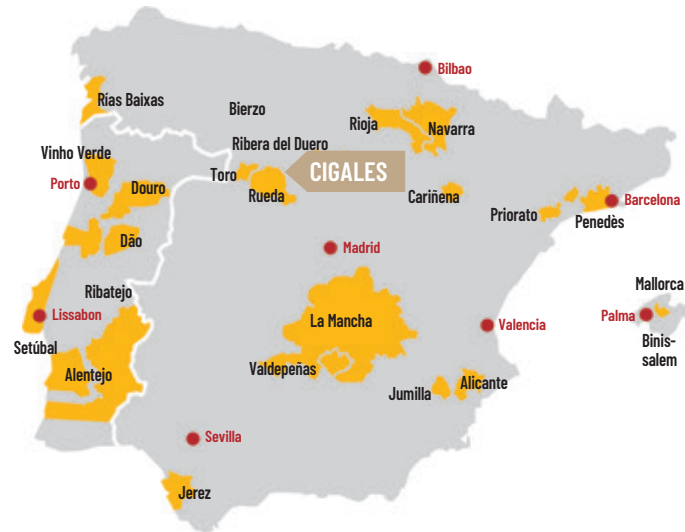 Bilbao
Rías Baixas
Bierzo
Rioja
Navarra
Ribera del Duero
Vinho Verde
Toro
CIGALES
Porto
Douro
Rueda
Cariñena
Barcelona
Priorato
Penedès
Dão
Madrid
Ribatejo
Mallorca
Lissabon
La Mancha
Valencia
Palma
Setúbal
Binis-
salem
Alentejo
Valdepeñas
Jumilla
Alicante
Sevilla
Jerez